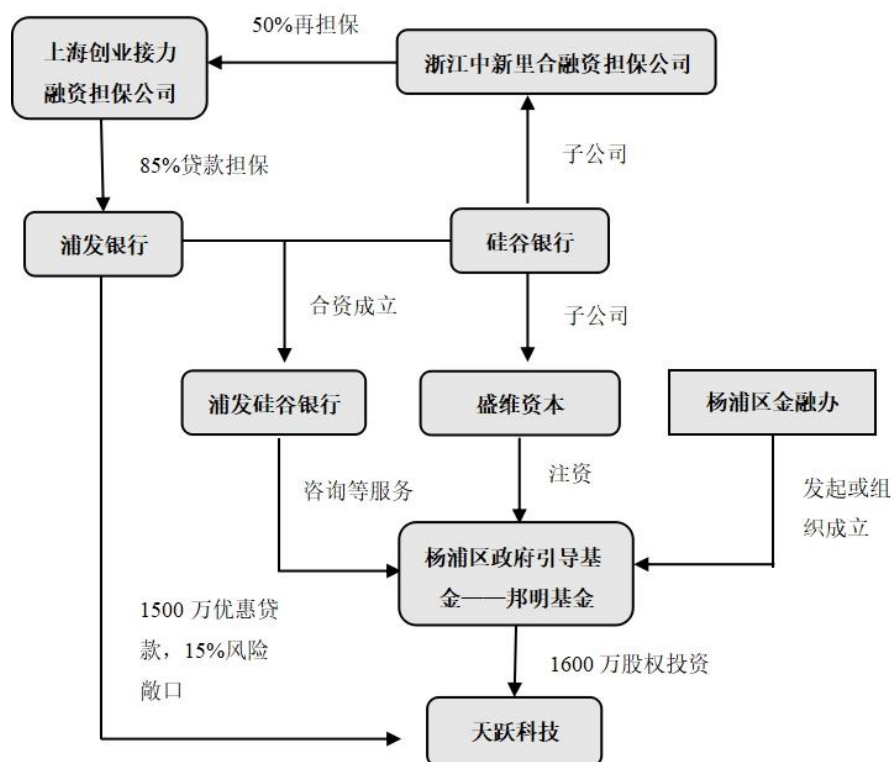 50%再担保
上海创业接力
融资担保公司
浙江中新里合融资担保公司
85%贷款担保
子公司
浦发银行
硅谷银行
合资成立
子公司
浦发硅谷银行
盛维资本
杨浦区金融办
咨询等服务
注资
发起或组
织成立
杨浦区政府引导基
金——邦明基金
1500 万优惠贷
款，15%风险
敞口
1600 万股权投资
天跃科技